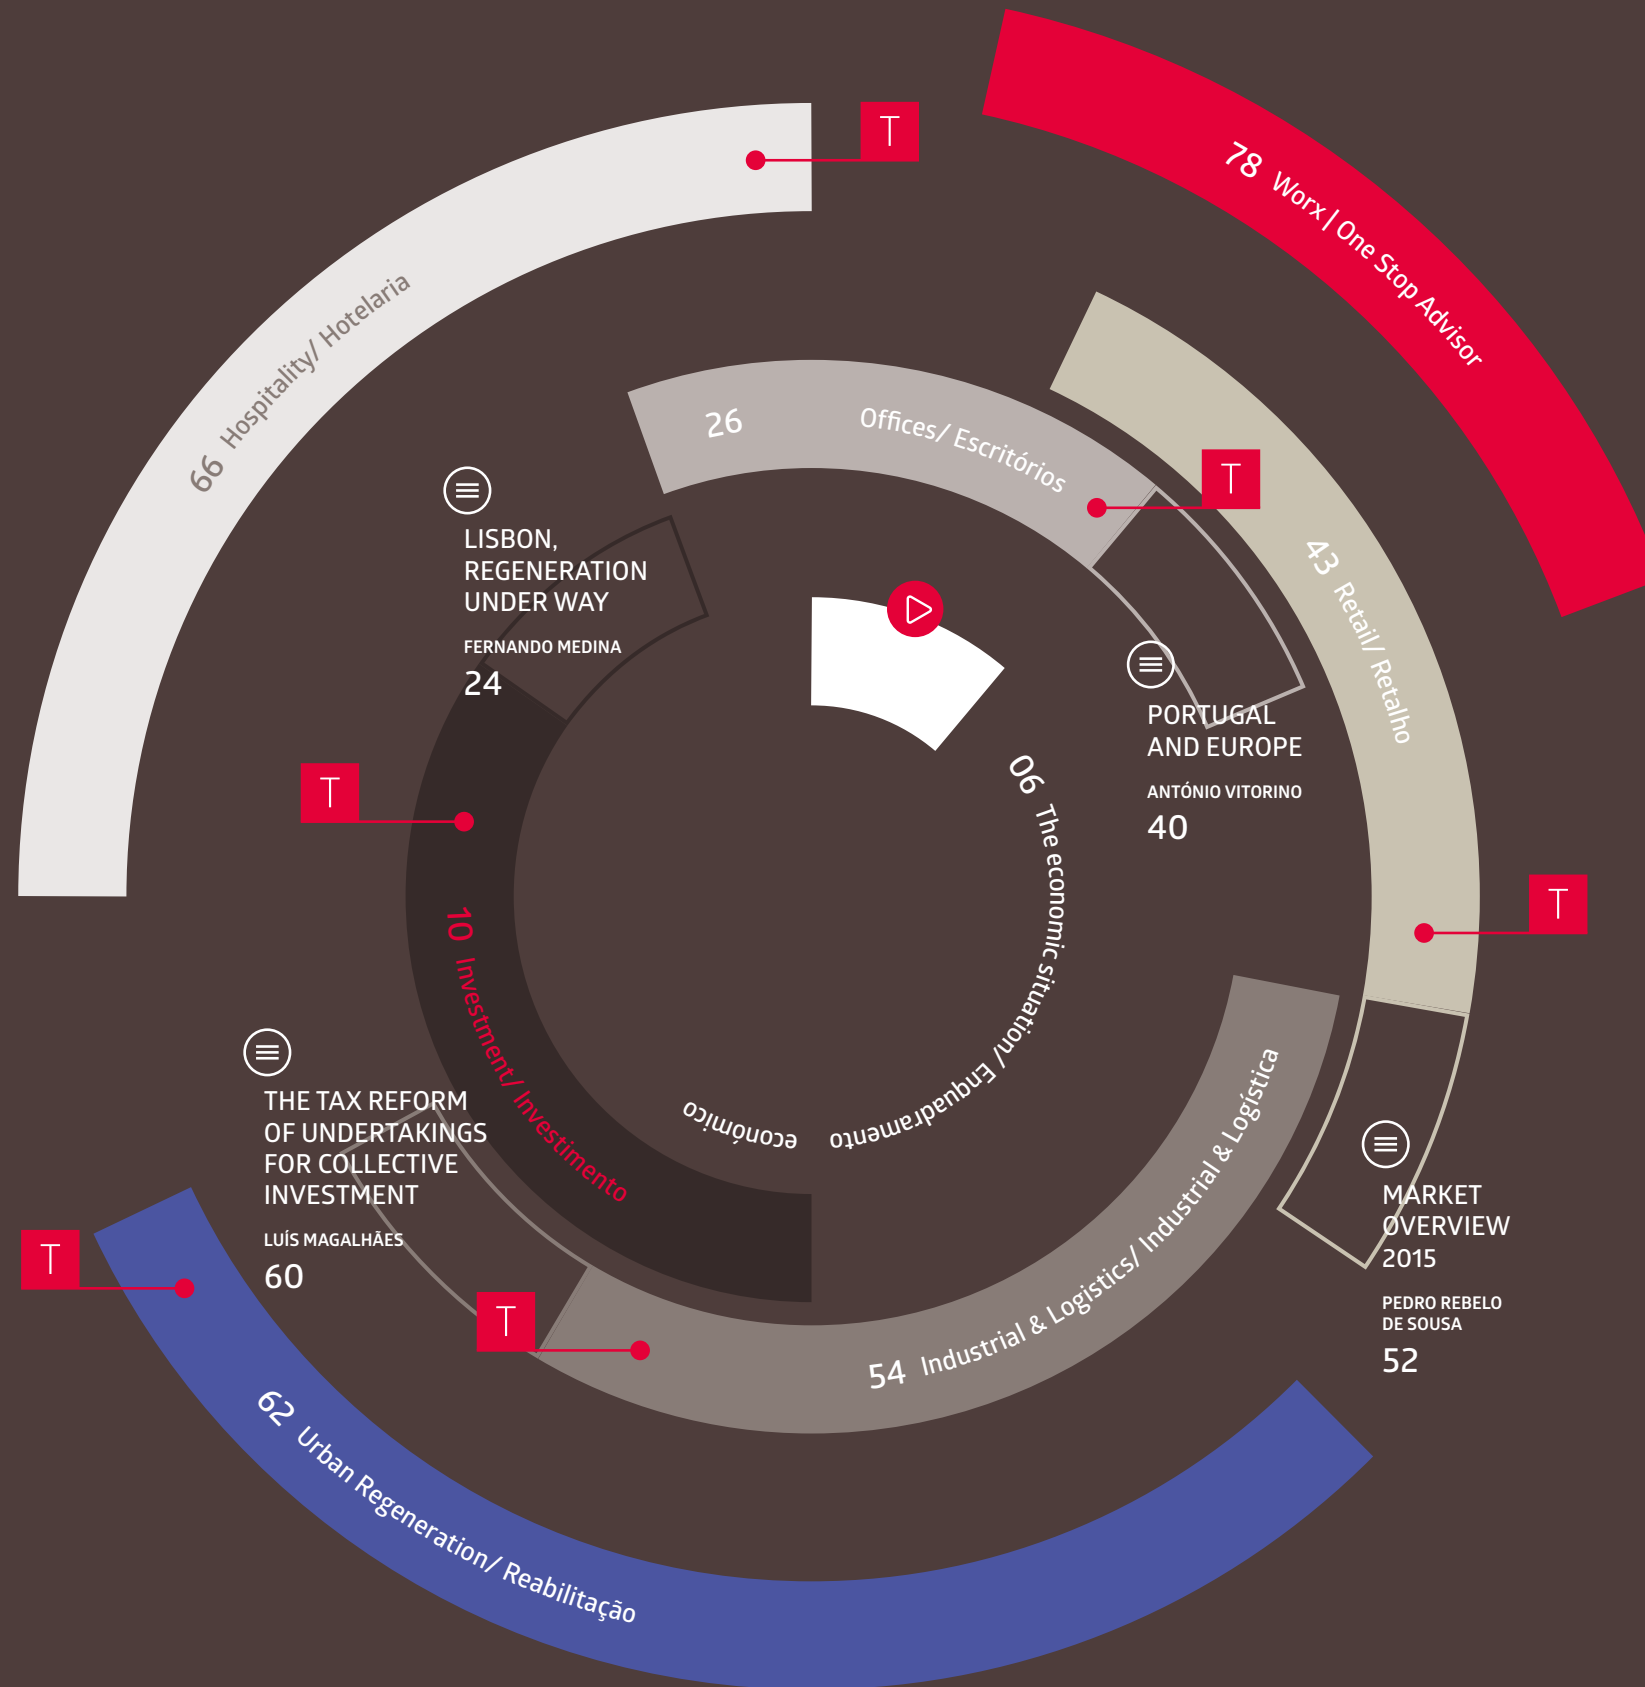 T
78 Worx | One Stop Advisor
66 Hospitality/ Hotelaria
26 Offices/ Escritórios
T
LISBON,
REGENERATION
UNDER WAY
FERNANDO MEDINA
24
43 Retail/ Retalho
PORTUGAL
AND EUROPE
ANTÓNIO VITORINO
40
T
06 The economic situation/ Enquadramento
económico
T
10 Investment/ Investimento
THE TAX REFORM
OF UNDERTAKINGS
FOR COLLECTIVE
INVESTMENT
LUÍS MAGALHÃES
60
MARKET
OVERVIEW
2015
PEDRO REBELO
DE SOUSA
52
T
T
54 Industrial & Logistics/ Industrial & Logística
62 Urban Regeneration/ Reabilitação